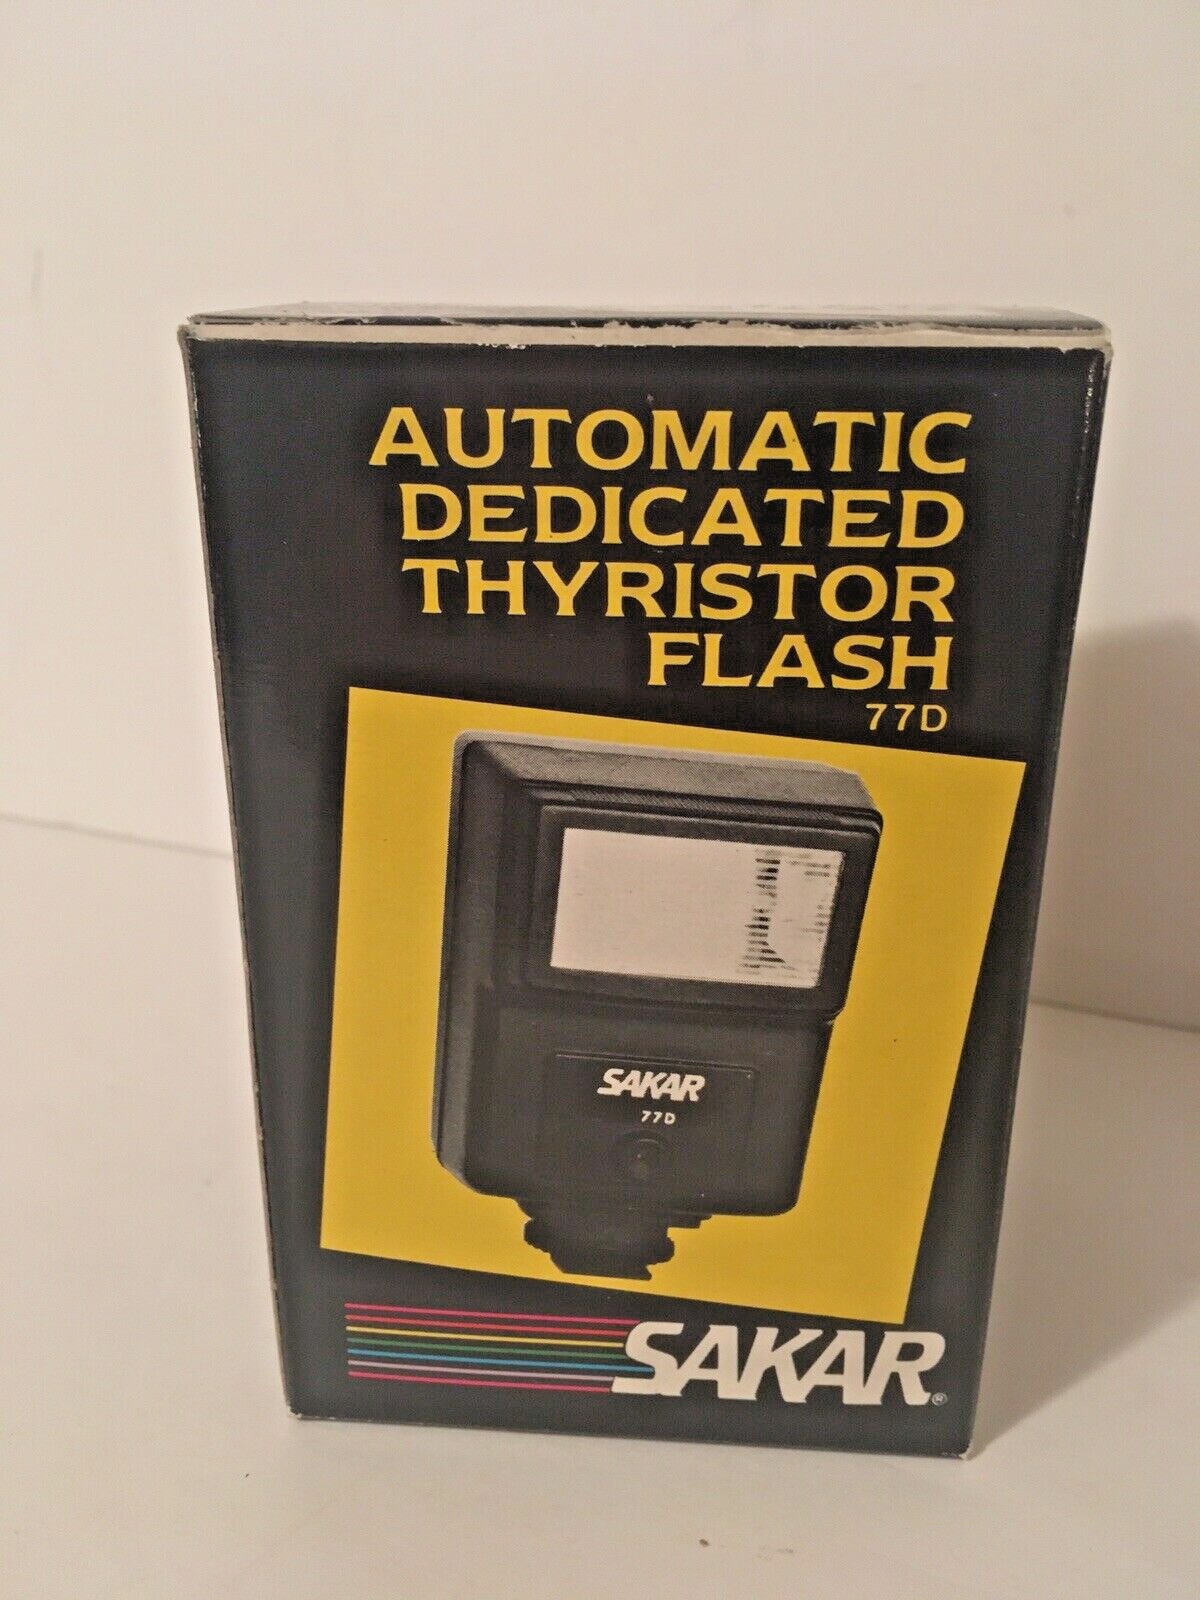 AUTOMATIC
DEDICATED
THYRISTOR
FLASH
77D
SAKAR
77D
SAKAR®